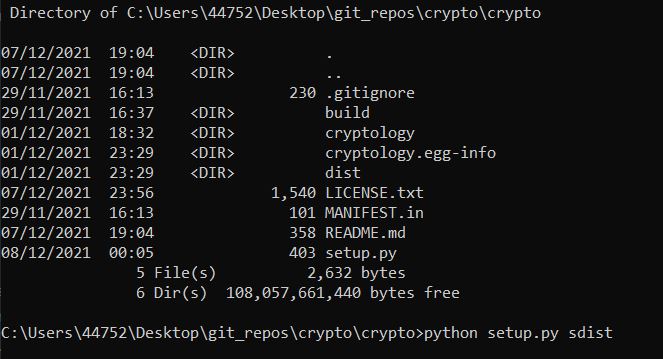 Directory of C:\Users\44752\Desktop\git_repos\crypto\crypto
07/12/2021  19:04    <DIR>          .
07/12/2021  19:04    <DIR>          ..
29/11/2021  16:13               230 .gitignore
29/11/2021  16:37    <DIR>          build
01/12/2021  18:32    <DIR>          cryptology
01/12/2021  23:29    <DIR>          cryptology.egg-info
01/12/2021  23:29    <DIR>          dist
07/12/2021  23:56             1,540 LICENSE.txt
29/11/2021  16:13               101 MANIFEST.in
07/12/2021  19:04               358 README.md
08/12/2021  00:05               403 setup.py
5 File(s)          2,632 bytes
6 Dir(s)  108,057,661,440 bytes free
C:\Users\44752\Desktop\git_repos\crypto\crypto>python setup.py sdist